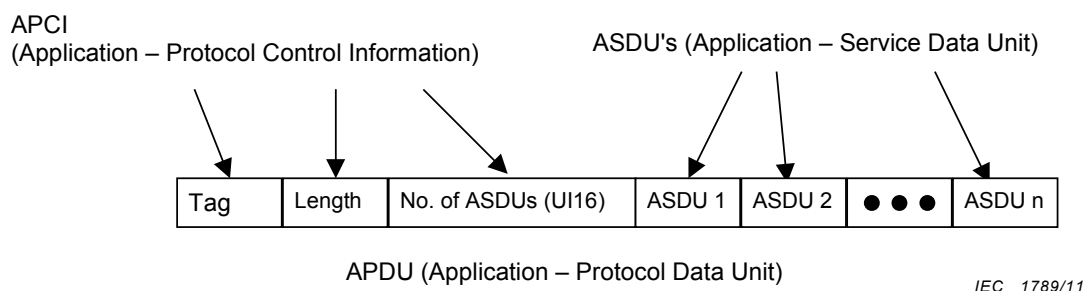 APCI
(Application – Protocol Control Information)
ASDU's (Application – Service Data Unit)
Tag
Length
No. of ASDUs (UI16)
ASDU 1
ASDU 2
ASDU n
APDU (Application – Protocol Data Unit)
IEC 1789/11